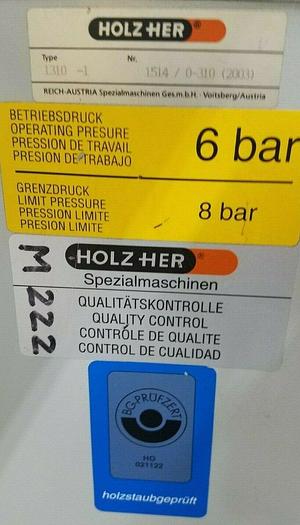 HOLZ-HER®
Type Nr.
1310 -1 1514 / 0-310 (2003)
REICH-AUSTRIA Spezialmaschinen Ges.m.b.H. · Voitsberg/Austria
BETRIEBSDRUCK
OPERATING PRESURE
PRESSION DE TRAVAIL
PRESION DE TRABAJO
6 bar
GRENZDRUCK
LIMIT PRESSURE
PRESSION LIMITE
PRESION LIMITE
8 bar
HOLZ-HER®
Spezialmaschinen
QUALITÄTSKONTROLLE
QUALITY CONTROL
CONTRÔLE DE QUALITE
CONTROL DE CUALIDAD
M 222
BG-PRÜFZERT
HO
021122
holzstaubgeprüft